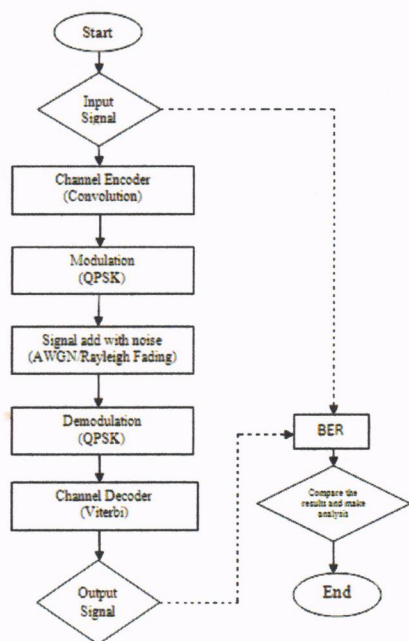 Start
Input
Signal
Channel Encoder
(Convolution)
Modulation
(QPSK)
Signal add with noise
(AWGN/Rayleigh Fading)
Demodulation
(QPSK)
BER
Channel Decoder
(Viterbi)
Compare the
results and make
analysis
Output
Signal
End